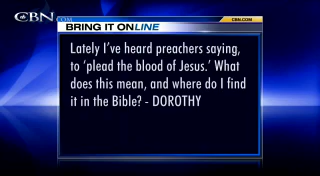 CBN
CBN.COM
BRING IT ONLINE
Lately I've heard preachers saying,
to 'plead the blood of Jesus.' What
does this mean, and where do I find
it in the Bible? - DOROTHY